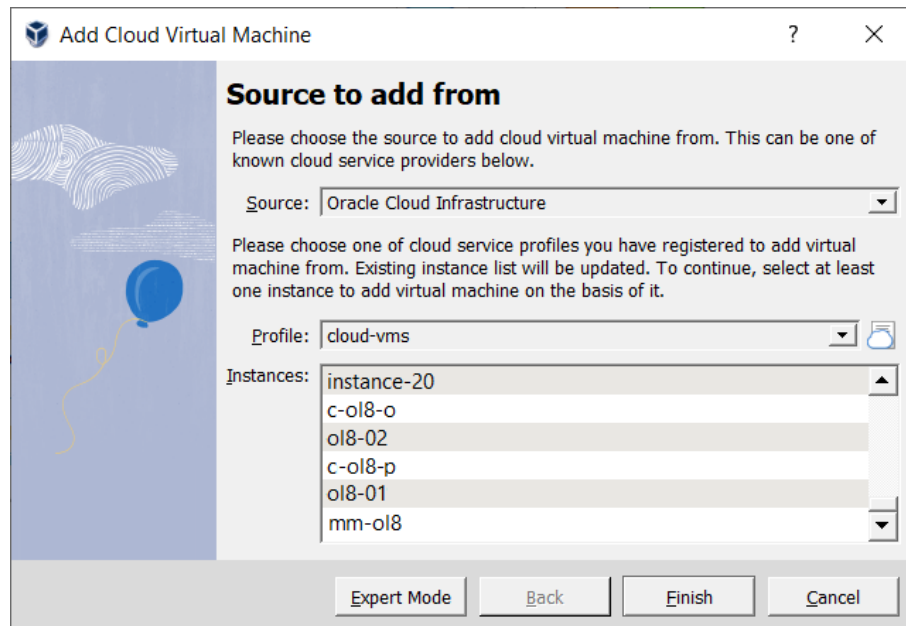 Add Cloud Virtual Machine
?
Source to add from
Please choose the source to add cloud virtual machine from. This can be one of
known cloud service providers below.
Source: Oracle Cloud Infrastructure
Please choose one of cloud service profiles you have registered to add virtual
machine from. Existing instance list will be updated. To continue, select at least
one instance to add virtual machine on the basis of it.
Profile: cloud-vms
Instances: instance-20
c-ol8-o
ol8-02
c-ol8-p
ol8-01
mm-ol8
Expert Mode Back Finish Cancel